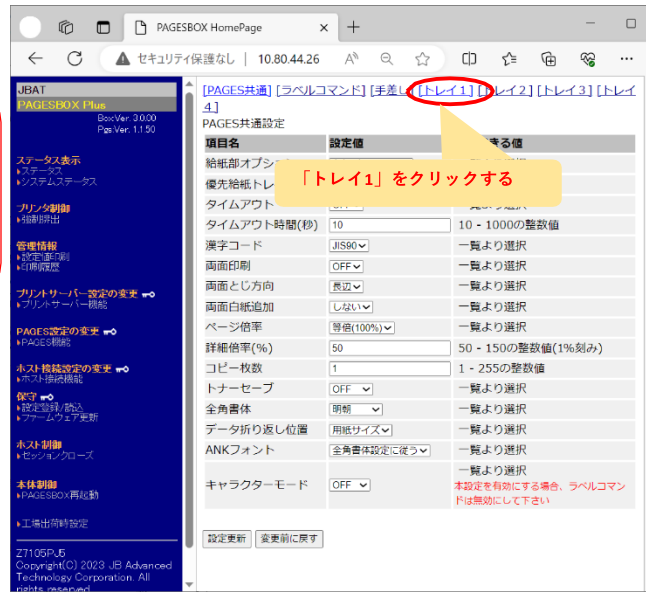 PAGESBOX HomePage
セキュリティ保護なし | 10.80.44.26
JBAT
PAGESBOX Plus
BoxVer. 3.0.00
PgsVer. 1.1.50
ステータス表示
ステータス
システムステータス
プリンタ制御
強制排出
管理情報
設定値印刷
印刷履歴
プリントサーバー設定の変更
プリントサーバー機能
PAGES設定の変更
PAGES機能
ホスト接続設定の変更
ホスト接続機能
保守
設定登録/読込
ファームウェア更新
ホスト制御
セッションクローズ
本体制御
PAGESBOX再起動
工場出荷時設定
Z7105PJ5
Copyright(C) 2023 JB Advanced
Technology Corporation. All
rights reserved
[PAGES共通] [ラベルコマンド] [手差し] [トレイ1] [トレイ2] [トレイ3] [トレイ
4]
PAGES共通設定
項目名 設定値 きる値
給紙部オプシ
優先給紙トレ
「トレイ1」をクリックする
タイムアウト
タイムアウト時間(秒) 10 10 - 1000の整数値
漢字コード JIS90 一覧より選択
両面印刷 OFF 一覧より選択
両面とじ方向 長辺 一覧より選択
両面白紙追加 しない 一覧より選択
ページ倍率 等倍(100%) 一覧より選択
詳細倍率(%) 50 50 - 150の整数値(1%刻み)
コピー枚数 1 1 - 255の整数値
トナーセーブ OFF 一覧より選択
全角書体 明朝 一覧より選択
データ折り返し位置 用紙サイズ 一覧より選択
ANKフォント 全角書体設定に従う 一覧より選択
キャラクターモード OFF 一覧より選択
本設定を有効にする場合、ラベルコマン
ドは無効にして下さい
設定更新 変更前に戻す